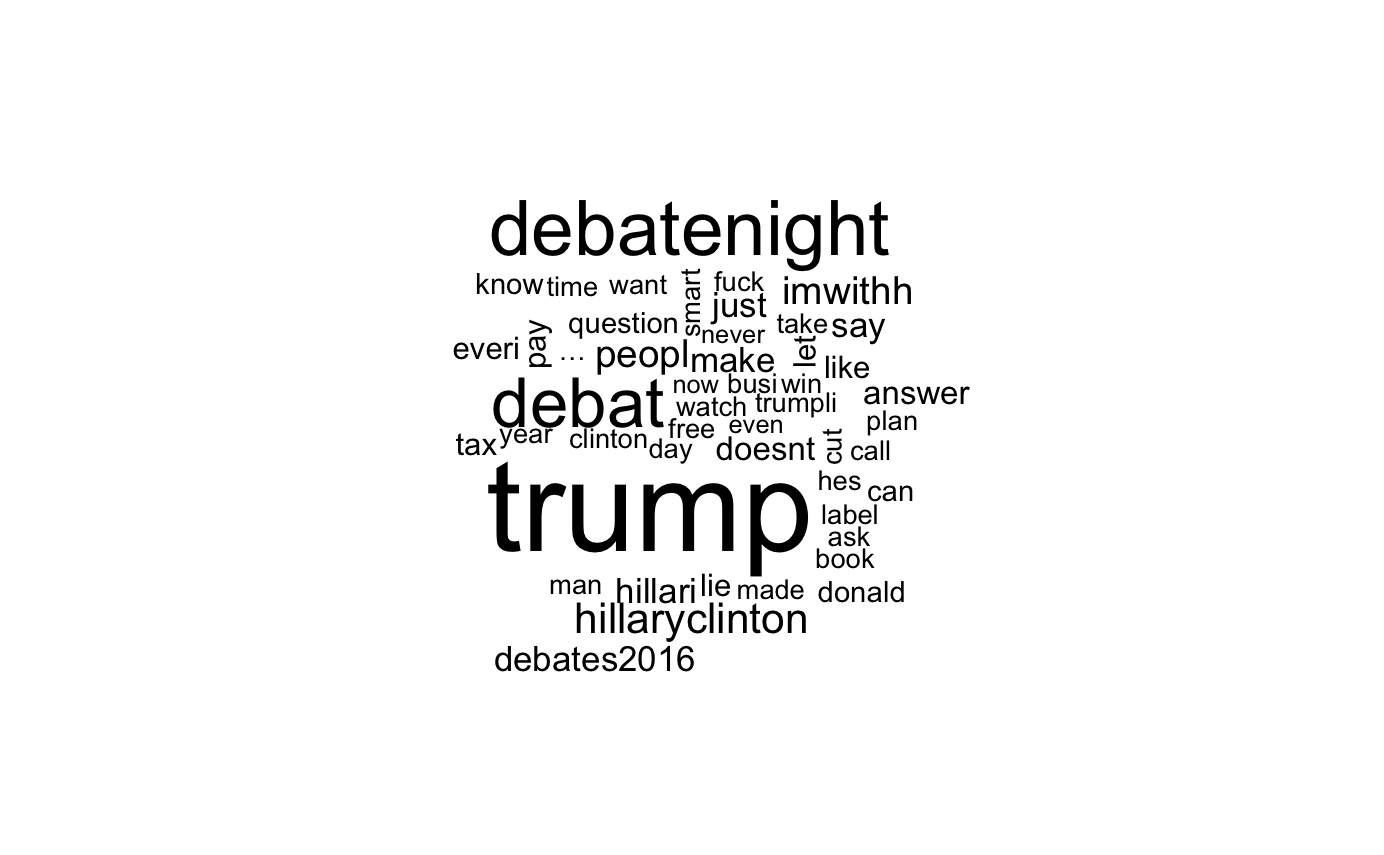 debatenight
know time want smart fuck imwithh
just
question never take say
everi pay ... peopl make let like
debat now busi win answer
watch trumpli
free even plan
tax year clinton day doesnt cut call
trump hes can
label
ask
book
man hillari lie made donald
hillaryclinton
debates2016